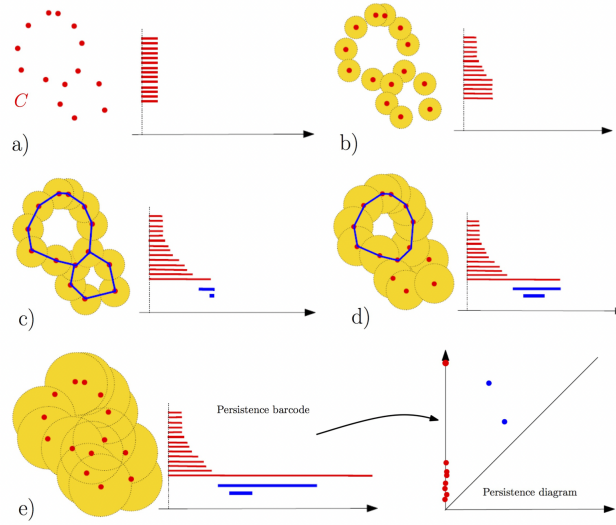 C
a)
b)
c)
d)
Persistence barcode
e)
Persistence diagram